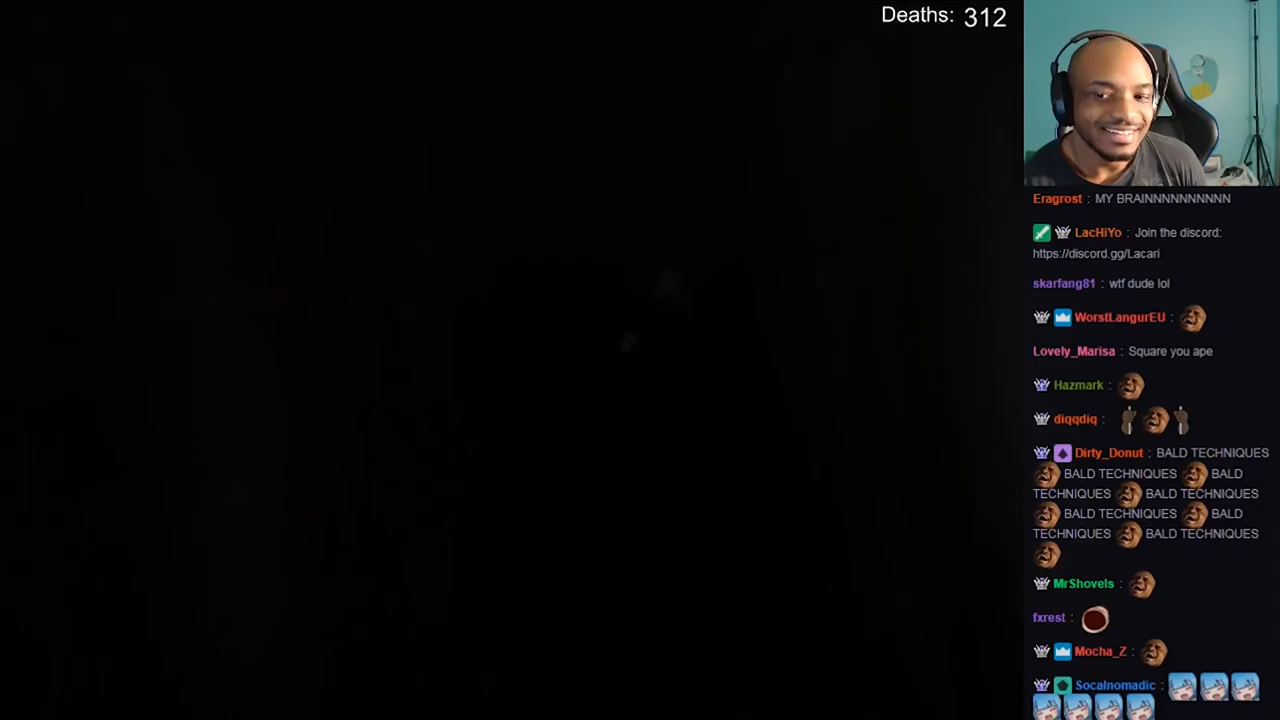 Deaths: 312
Eragrost : MY BRAINNNNNNNNNN
LacHiYo : Join the discord:
https://discord.gg/Lacari
skarfang81 : wtf dude lol
WorstLangurEU :
Lovely_Marisa : Square you ape
Hazmark :
diqqdiq :
Dirty_Donut : BALD TECHNIQUES
BALD TECHNIQUES BALD
TECHNIQUES BALD TECHNIQUES
BALD TECHNIQUES BALD
TECHNIQUES BALD TECHNIQUES
MrShovels :
fxrest :
Mocha_Z :
Socalnomadic :